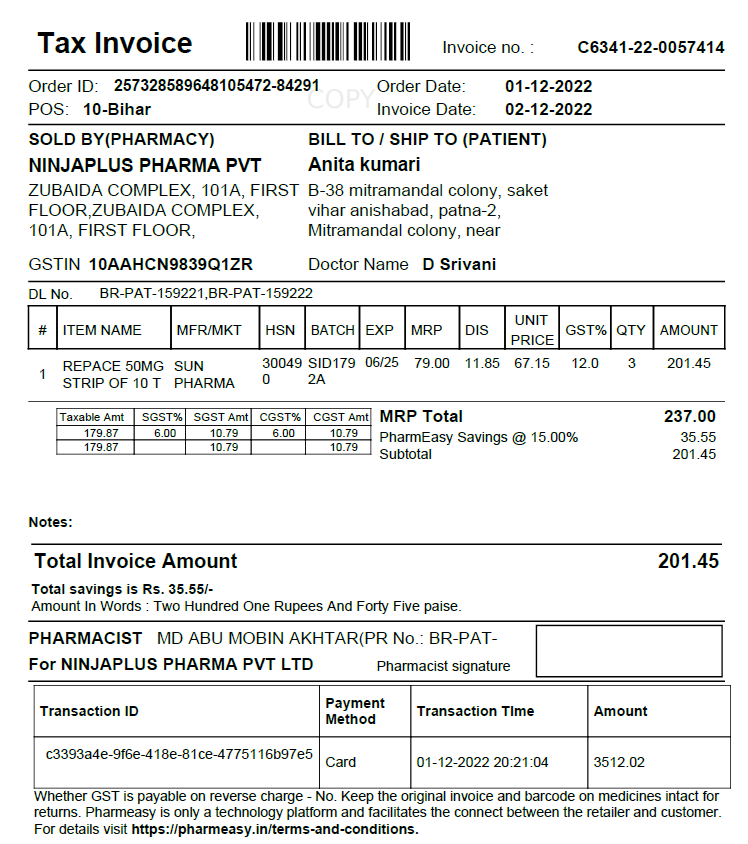 Tax Invoice
Invoice no. : C6341-22-0057414
Order ID: 257328589648105472-84291
Order Date: 01-12-2022
COPY
POS: 10-Bihar
Invoice Date: 02-12-2022
SOLD BY(PHARMACY)
NINJAPLUS PHARMA PVT
ZUBAIDA COMPLEX, 101A, FIRST
FLOOR,ZUBAIDA COMPLEX,
101A, FIRST FLOOR,
GSTIN 10AAHCN9839Q1ZR
BILL TO / SHIP TO (PATIENT)
Anita kumari
B-38 mitramandal colony, saket
vihar anishabad, patna-2,
Mitramandal colony, near
Doctor Name D Srivani
DL No. BR-PAT-159221,BR-PAT-159222
# ITEM NAME MFR/MKT HSN BATCH EXP MRP DIS UNIT PRICE GST% QTY AMOUNT
1 REPACE 50MG SUN 30049 SID179 06/25 79.00 11.85 67.15 12.0 3 201.45
STRIP OF 10 T PHARMA 0 2A
Taxable Amt SGST% SGST Amt CGST% CGST Amt
179.87 6.00 10.79 6.00 10.79
179.87 10.79 10.79
MRP Total 237.00
PharmEasy Savings @ 15.00% 35.55
Subtotal 201.45
Notes:
Total Invoice Amount 201.45
Total savings is Rs. 35.55/-
Amount In Words : Two Hundred One Rupees And Forty Five paise.
PHARMACIST MD ABU MOBIN AKHTAR(PR No.: BR-PAT-
For NINJAPLUS PHARMA PVT LTD Pharmacist signature
Transaction ID Payment Method Transaction TIme Amount
c3393a4e-9f6e-418e-81ce-4775116b97e5 Card 01-12-2022 20:21:04 3512.02
Whether GST is payable on reverse charge - No. Keep the original invoice and barcode on medicines intact for
returns. Pharmeasy is only a technology platform and facilitates the connect between the retailer and customer.
For details visit https://pharmeasy.in/terms-and-conditions.